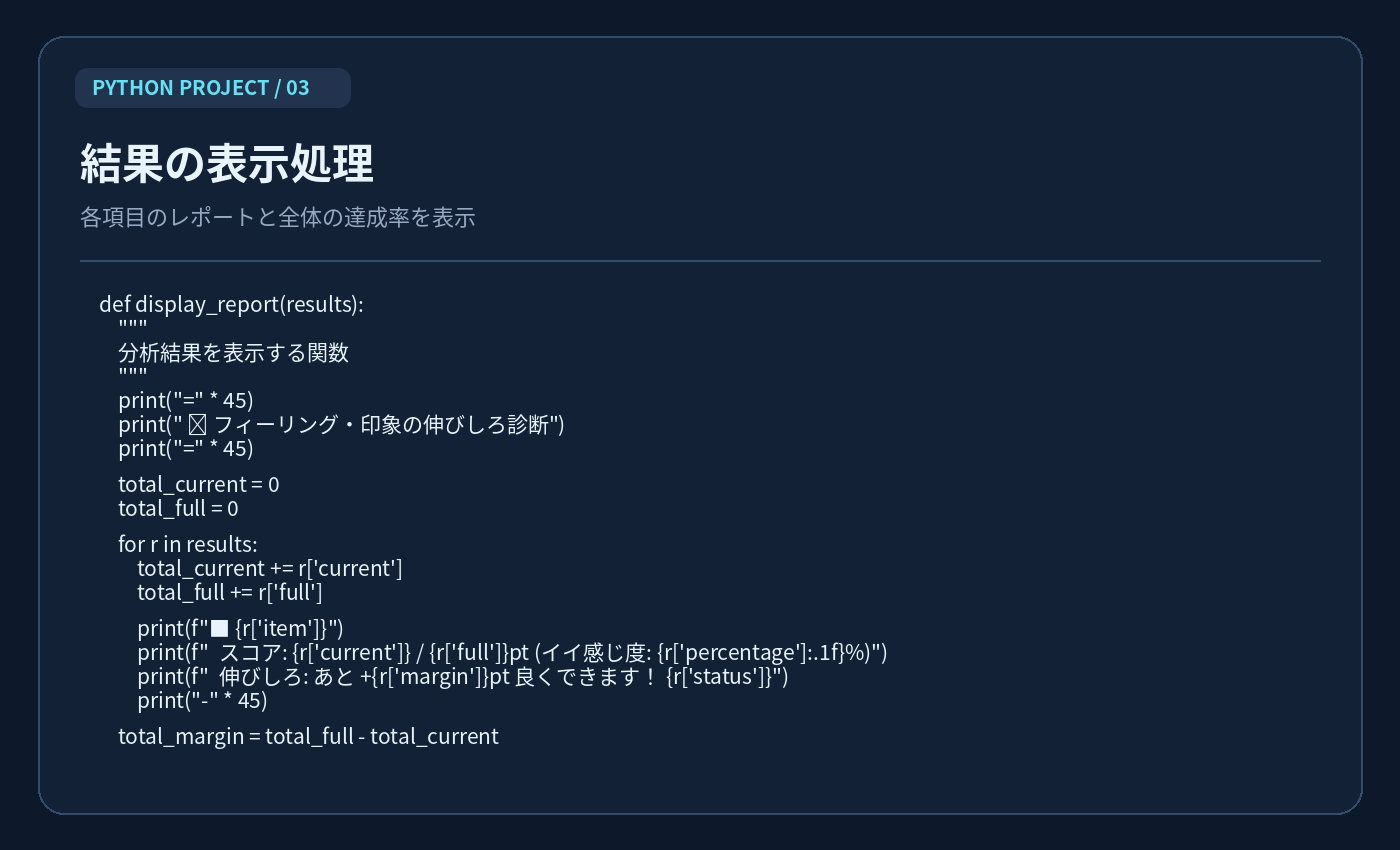 PYTHON PROJECT / 03
結果の表示処理
各項目のレポートと全体の達成率を表示
def display_report(results):
    """
    分析結果を表示する関数
    """
    print("=" * 45)
    print(" フィーリング・印象の伸びしろ診断")
    print("=" * 45)
    total_current = 0
    total_full = 0
    for r in results:
        total_current += r['current']
        total_full += r['full']
        print(f"■ {r['item']}")
        print(f"  スコア: {r['current']} / {r['full']}pt (イイ感じ度: {r['percentage']:.1f}%)")
        print(f"  伸びしろ: あと +{r['margin']}pt 良くできます！ {r['status']}")
        print("-" * 45)
    total_margin = total_full - total_current